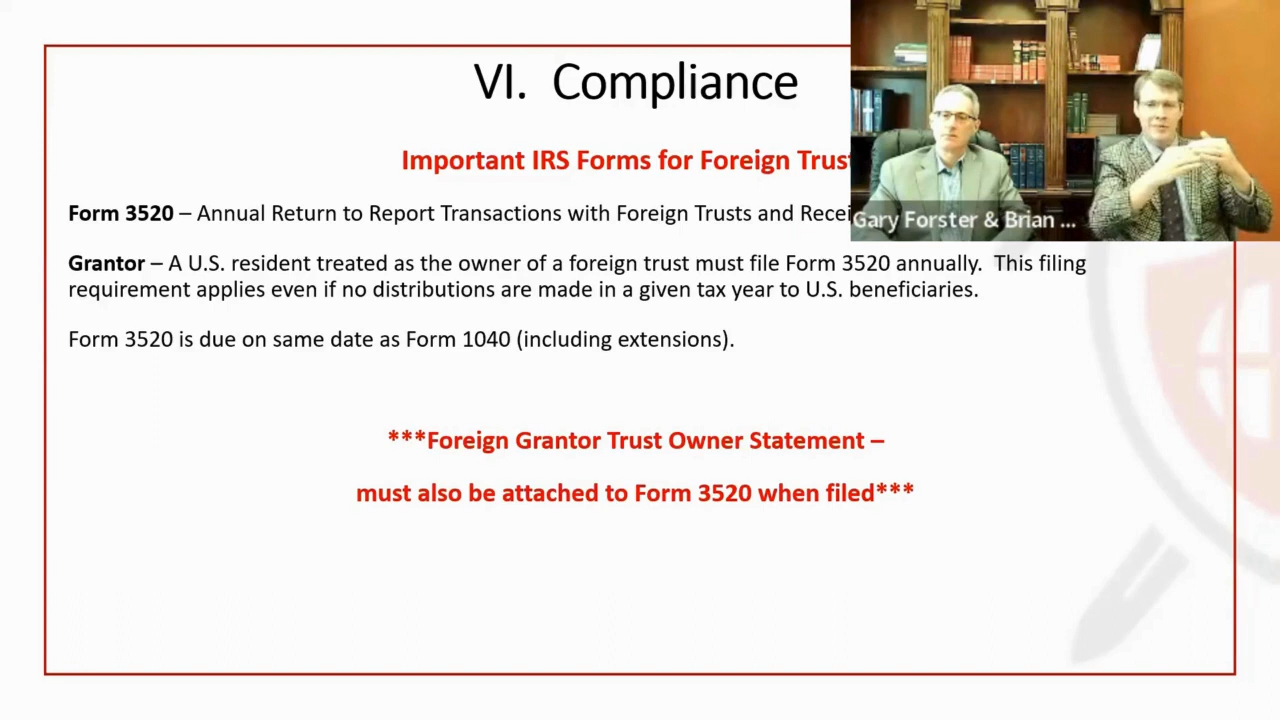 VI. Compliance
Important IRS Forms for Foreign
Form 3520 – Annual Return to Report Transactions with Foreign Trusts and
Gary Forster & Brian ...
Grantor – A U.S. resident treated as the owner of a foreign trust must file Form 3520 annually. This filing
requirement applies even if no distributions are made in a given tax year to U.S. beneficiaries.
Form 3520 is due on same date as Form 1040 (including extensions).
***Foreign Grantor Trust Owner Statement –
must also be attached to Form 3520 when filed***